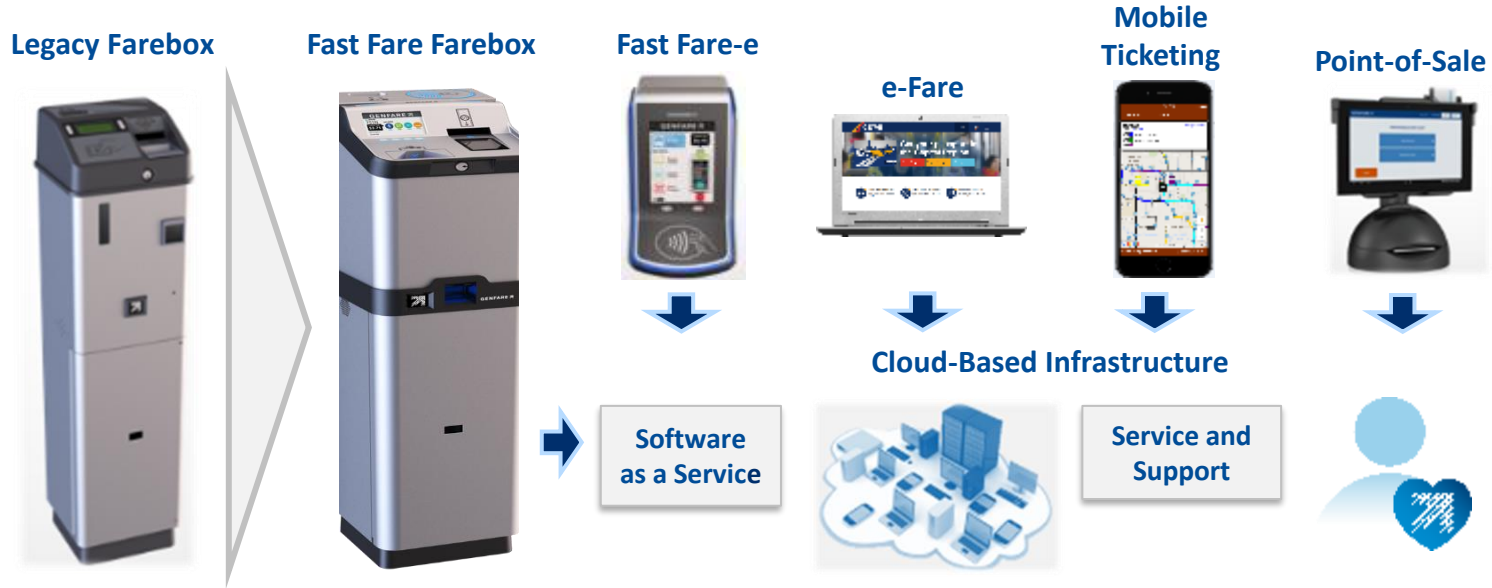 Legacy Farebox
Fast Fare Farebox
Fast Fare-e
e-Fare
Mobile
Ticketing
Point-of-Sale
GENFARE
GENFARE
GENFARE
Cloud-Based Infrastructure
Software
as a Service
Service and
Support